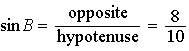 sin B = opposite / hypotenuse = 8 / 10